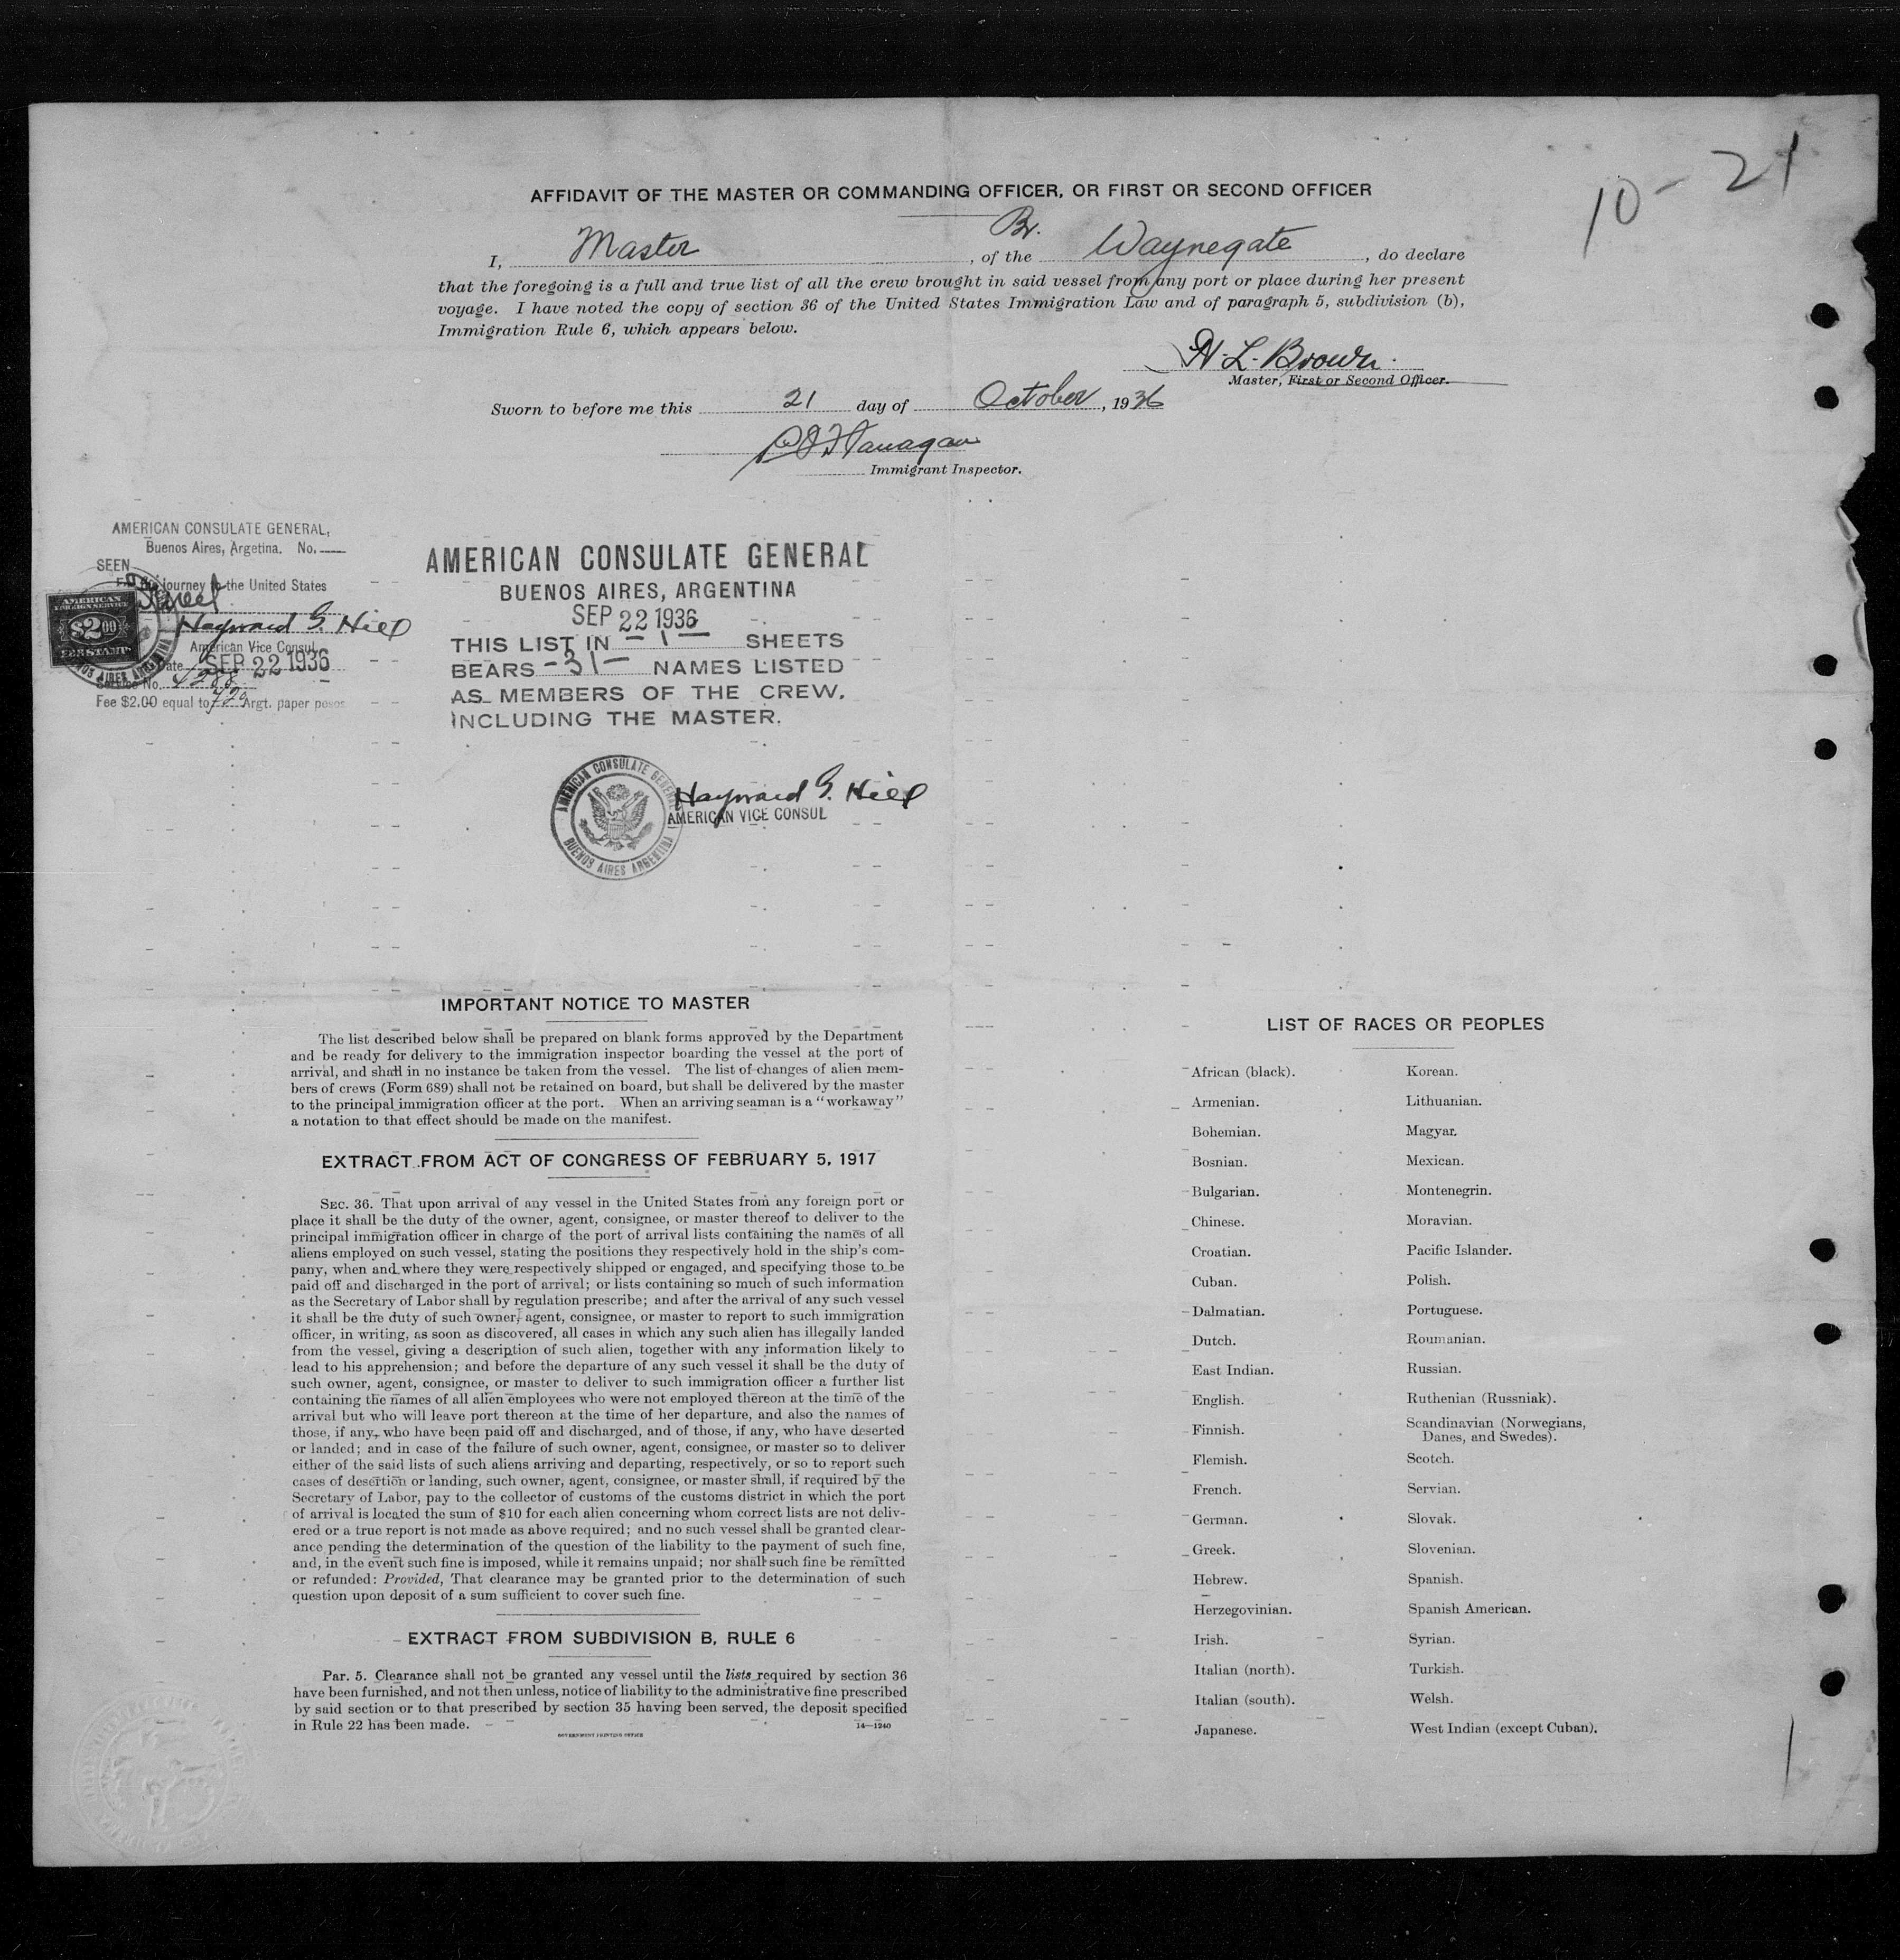 10-21
AFFIDAVIT OF THE MASTER OR COMMANDING OFFICER, OR FIRST OR SECOND OFFICER
I, Master, of the Br. Waynegate, do declare
that the foregoing is a full and true list of all the crew brought in said vessel from any port or place during her present
voyage. I have noted the copy of section 36 of the United States Immigration Law and of paragraph 5, subdivision (b),
Immigration Rule 6, which appears below.
H. L. Brown.
Master, First or Second Officer.
Sworn to before me this 21 day of October, 1936
Flanagan
Immigrant Inspector.
AMERICAN CONSULATE GENERAL,
Buenos Aires, Argetina. No.
SEEN
For the journey to the United States
AMERICAN
FOREIGN SERVICE
$2.00
FEE STAMP
Hayward G. Hill
American Vice Consul
Date SEP 22 1936
Service No. 4288
Fee $2.00 equal to 7.29 Argt. paper pesos
AMERICAN CONSULATE GENERAL
BUENOS AIRES, ARGENTINA
SEP 22 1936
THIS LIST IN -1- SHEETS
BEARS -31- NAMES LISTED
AS MEMBERS OF THE CREW.
INCLUDING THE MASTER.
AMERICAN CONSULATE GENERAL
BUENOS AIRES ARGENTINA
Hayward G. Hill
AMERICAN VICE CONSUL
IMPORTANT NOTICE TO MASTER
The list described below shall be prepared on blank forms approved by the Department
and be ready for delivery to the immigration inspector boarding the vessel at the port of
arrival, and shall in no instance be taken from the vessel. The list of changes of alien mem-
bers of crews (Form 689) shall not be retained on board, but shall be delivered by the master
to the principal immigration officer at the port. When an arriving seaman is a "workaway"
a notation to that effect should be made on the manifest.
EXTRACT FROM ACT OF CONGRESS OF FEBRUARY 5, 1917
SEC. 36. That upon arrival of any vessel in the United States from any foreign port or
place it shall be the duty of the owner, agent, consignee, or master thereof to deliver to the
principal immigration officer in charge of the port of arrival lists containing the names of all
aliens employed on such vessel, stating the positions they respectively hold in the ship's com-
pany, when and where they were respectively shipped or engaged, and specifying those to be
paid off and discharged in the port of arrival; or lists containing so much of such information
as the Secretary of Labor shall by regulation prescribe; and after the arrival of any such vessel
it shall be the duty of such owner, agent, consignee, or master to report to such immigration
officer, in writing, as soon as discovered, all cases in which any such alien has illegally landed
from the vessel, giving a description of such alien, together with any information likely to
lead to his apprehension; and before the departure of any such vessel it shall be the duty of
such owner, agent, consignee, or master to deliver to such immigration officer a further list
containing the names of all alien employees who were not employed thereon at the time of the
arrival but who will leave port thereon at the time of her departure, and also the names of
those, if any, who have been paid off and discharged, and of those, if any, who have deserted
or landed; and in case of the failure of such owner, agent, consignee, or master so to deliver
either of the said lists of such aliens arriving and departing, respectively, or so to report such
cases of desertion or landing, such owner, agent, consignee, or master shall, if required by the
Secretary of Labor, pay to the collector of customs of the customs district in which the port
of arrival is located the sum of $10 for each alien concerning whom correct lists are not deliv-
ered or a true report is not made as above required; and no such vessel shall be granted clear-
ance pending the determination of the question of the liability to the payment of such fine,
and, in the event such fine is imposed, while it remains unpaid; nor shall such fine be remitted
or refunded: Provided, That clearance may be granted prior to the determination of such
question upon deposit of a sum sufficient to cover such fine.
EXTRACT FROM SUBDIVISION B, RULE 6
Par. 5. Clearance shall not be granted any vessel until the lists required by section 36
have been furnished, and not then unless, notice of liability to the administrative fine prescribed
by said section or to that prescribed by section 35 having been served, the deposit specified
in Rule 22 has been made.
14-1240
GOVERNMENT PRINTING OFFICE
LIST OF RACES OR PEOPLES
African (black). Korean.
Armenian. Lithuanian.
Bohemian. Magyar.
Bosnian. Mexican.
Bulgarian. Montenegrin.
Chinese. Moravian.
Croatian. Pacific Islander.
Cuban. Polish.
Dalmatian. Portuguese.
Dutch. Roumanian.
East Indian. Russian.
English. Ruthenian (Russniak).
Finnish. Scandinavian (Norwegians,
Danes, and Swedes).
Flemish. Scotch.
French. Servian.
German. Slovak.
Greek. Slovenian.
Hebrew. Spanish.
Herzegovinian. Spanish American.
Irish. Syrian.
Italian (north). Turkish.
Italian (south). Welsh.
Japanese. West Indian (except Cuban).